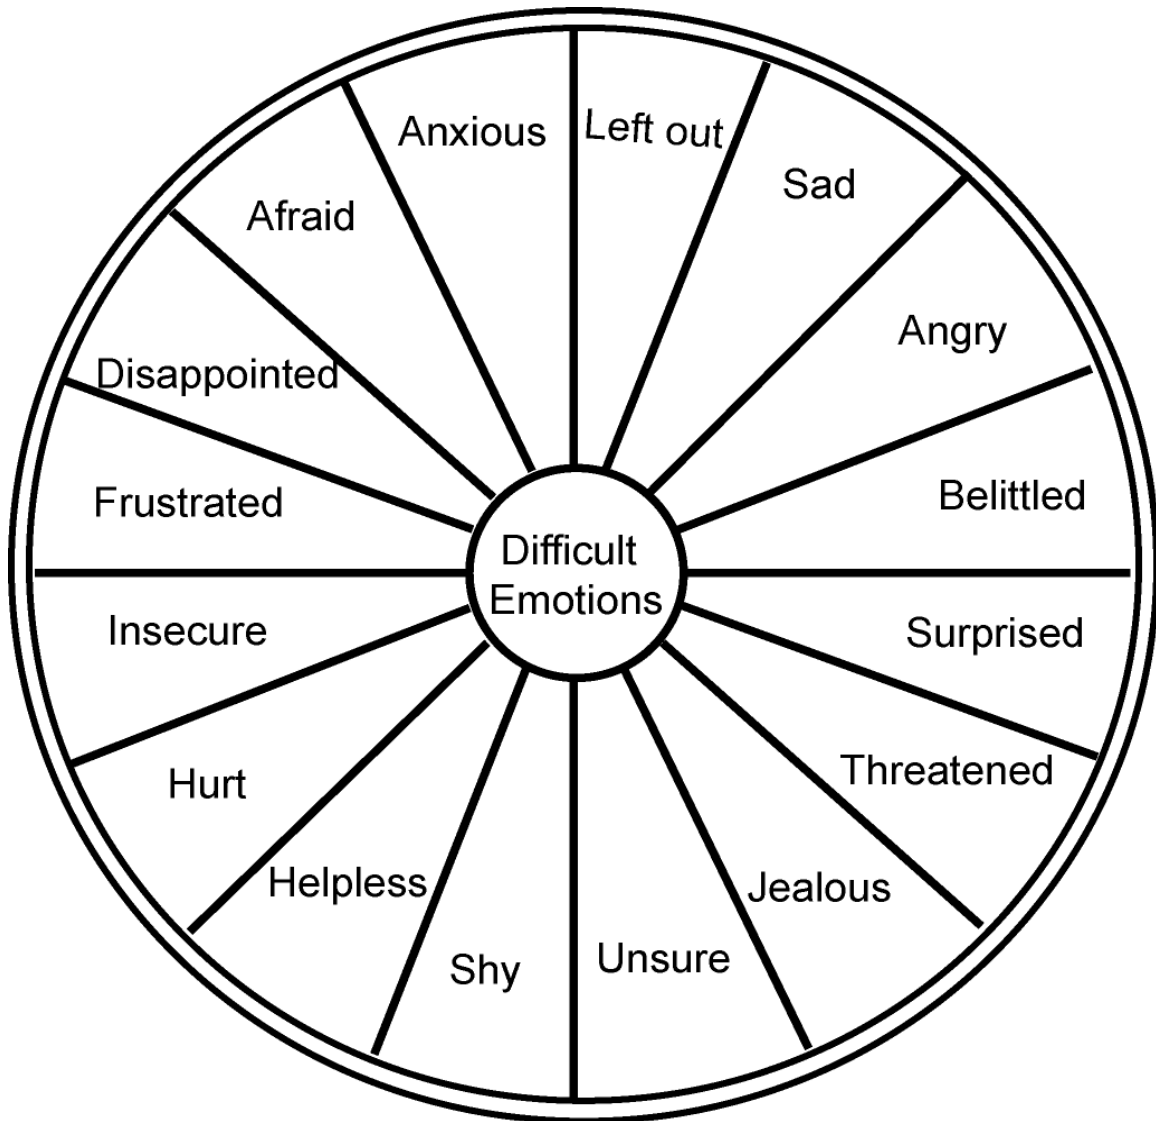 Left out
Sad
Angry
Belittled
Surprised
Threatened
Jealous
Unsure
Shy
Helpless
Hurt
Insecure
Frustrated
Disappointed
Afraid
Anxious
Difficult
Emotions